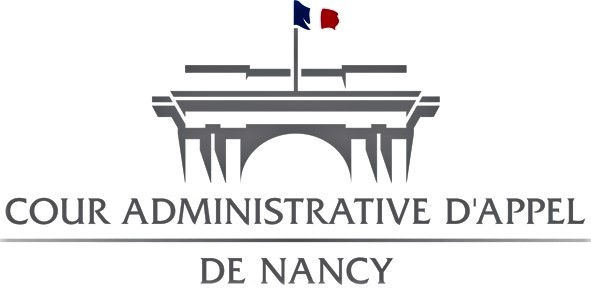 COUR ADMINISTRATIVE D'APPEL
DE NANCY